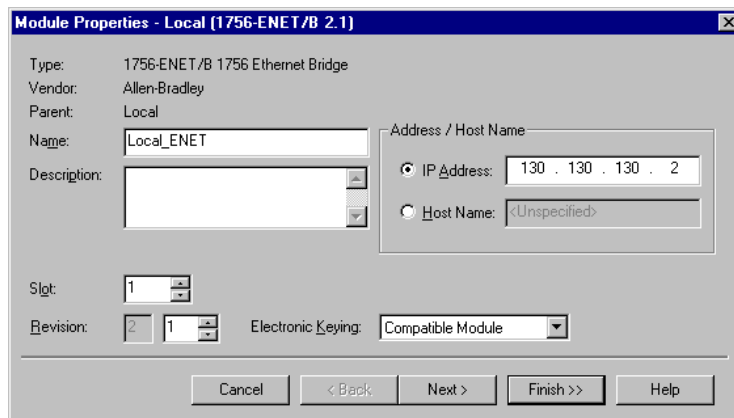 Module Properties - Local (1756-ENET/B 2.1)
Type: 1756-ENET/B 1756 Ethernet Bridge
Vendor: Allen-Bradley
Parent: Local
Name: Local_ENET
Description:
Address / Host Name
IP Address: 130 . 130 . 130 . 2
Host Name: <Unspecified>
Slot: 1
Revision: 2 1 Electronic Keying: Compatible Module
Cancel < Back Next > Finish >> Help